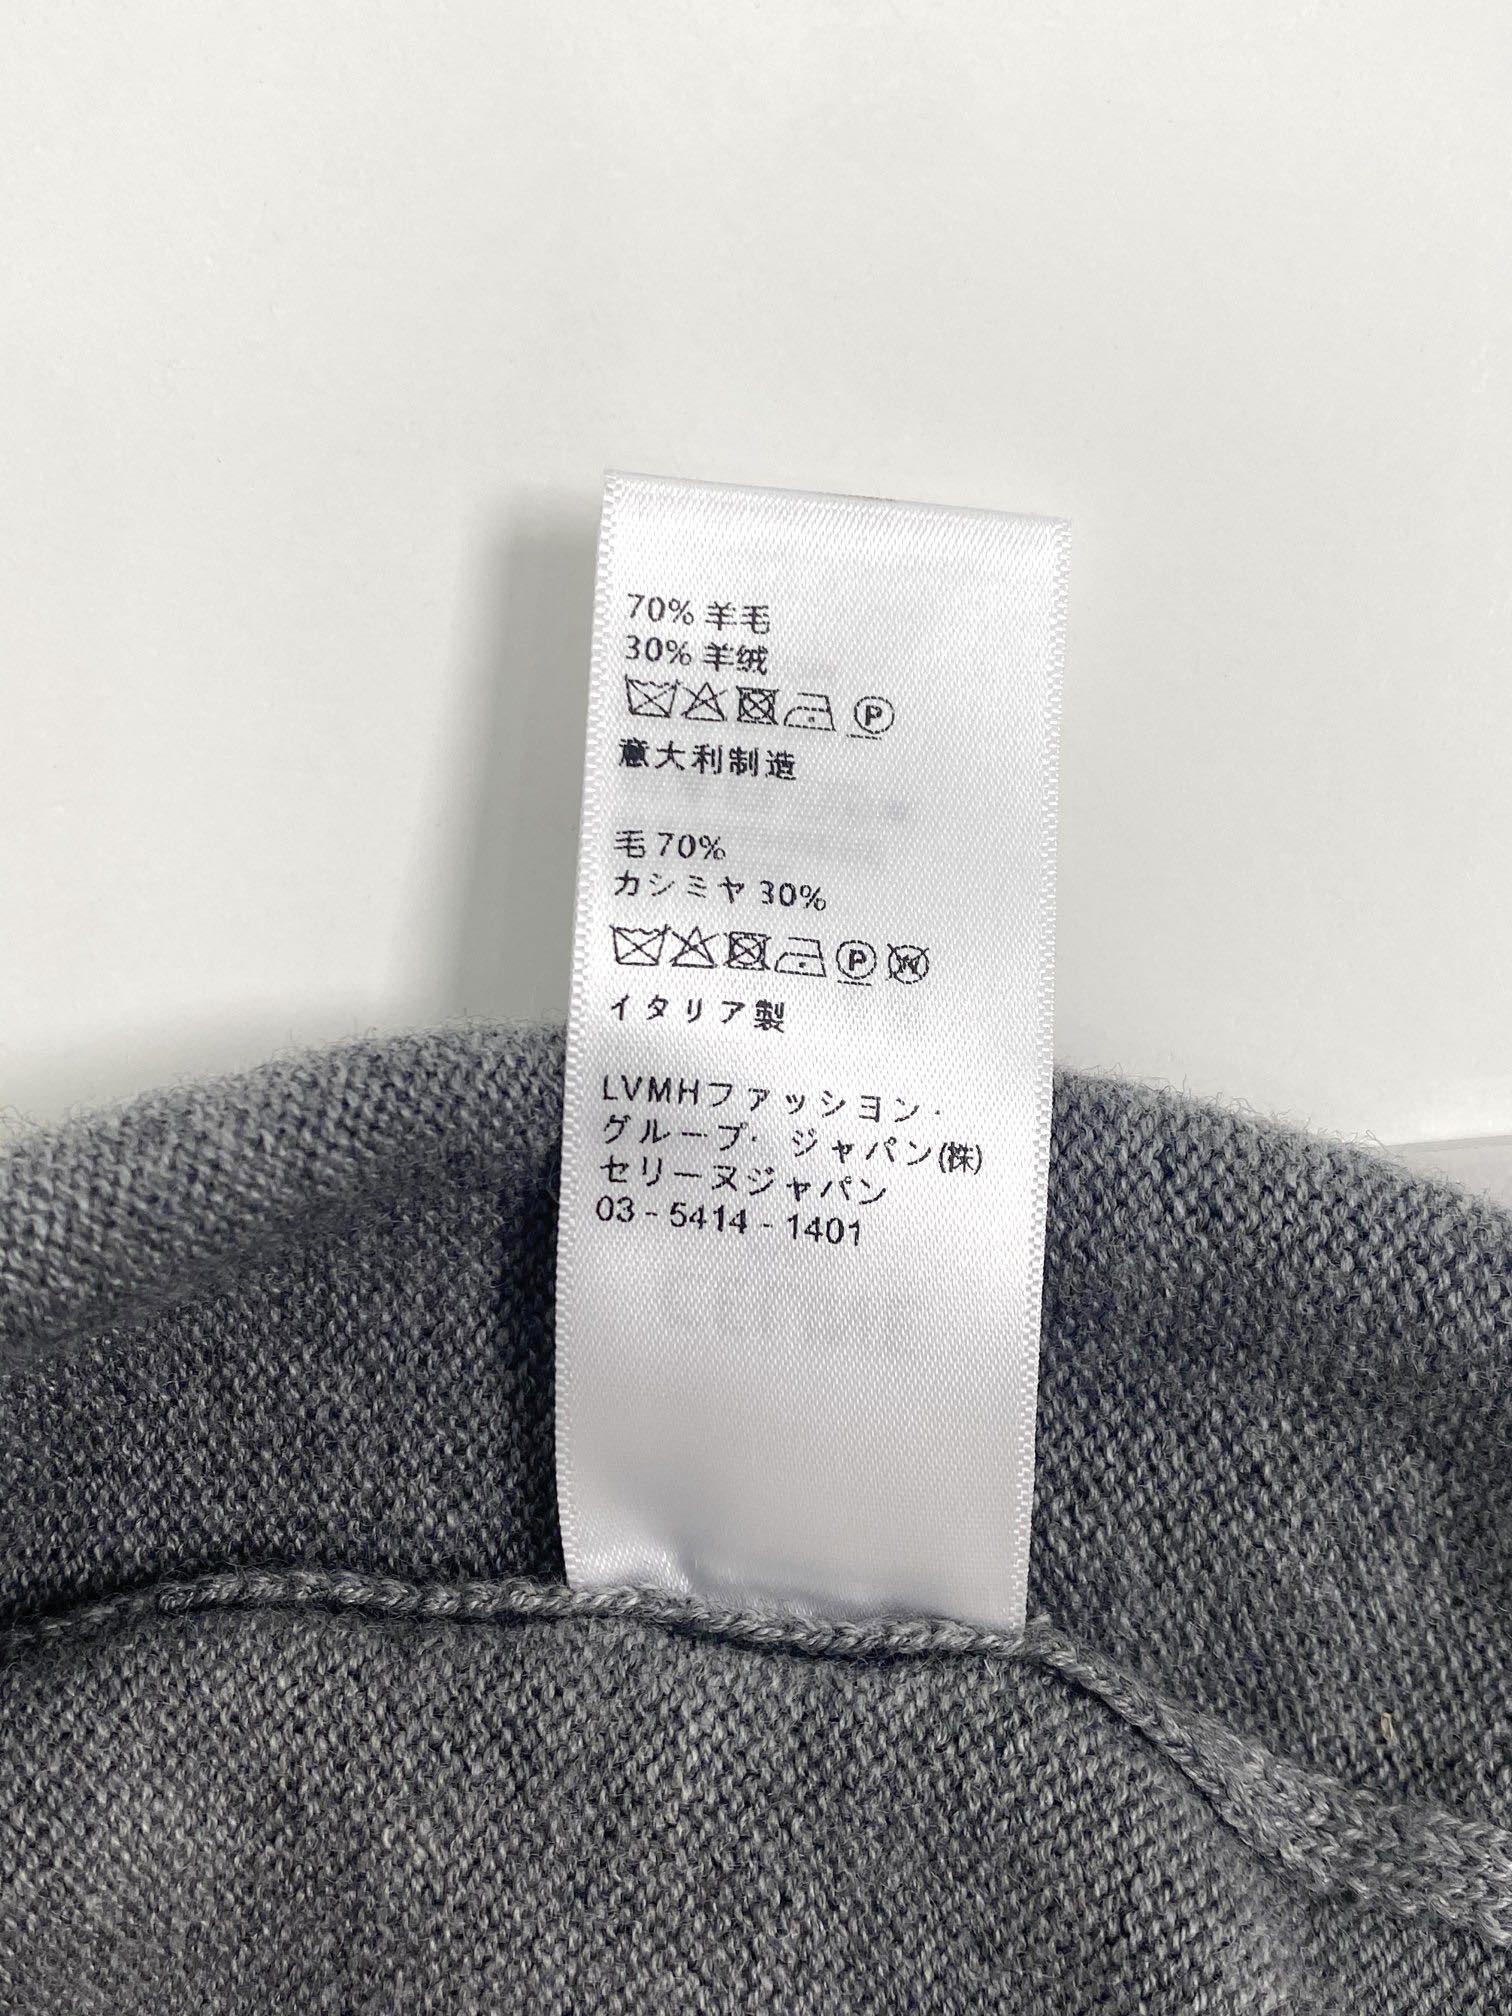 70% 羊毛
30% 羊绒
P
意大利制造
毛 70%
カシミヤ 30%
P W
イタリア製
LVMHファッション・
グループ・ジャパン(株)
セリーヌジャパン
03 - 5414 - 1401